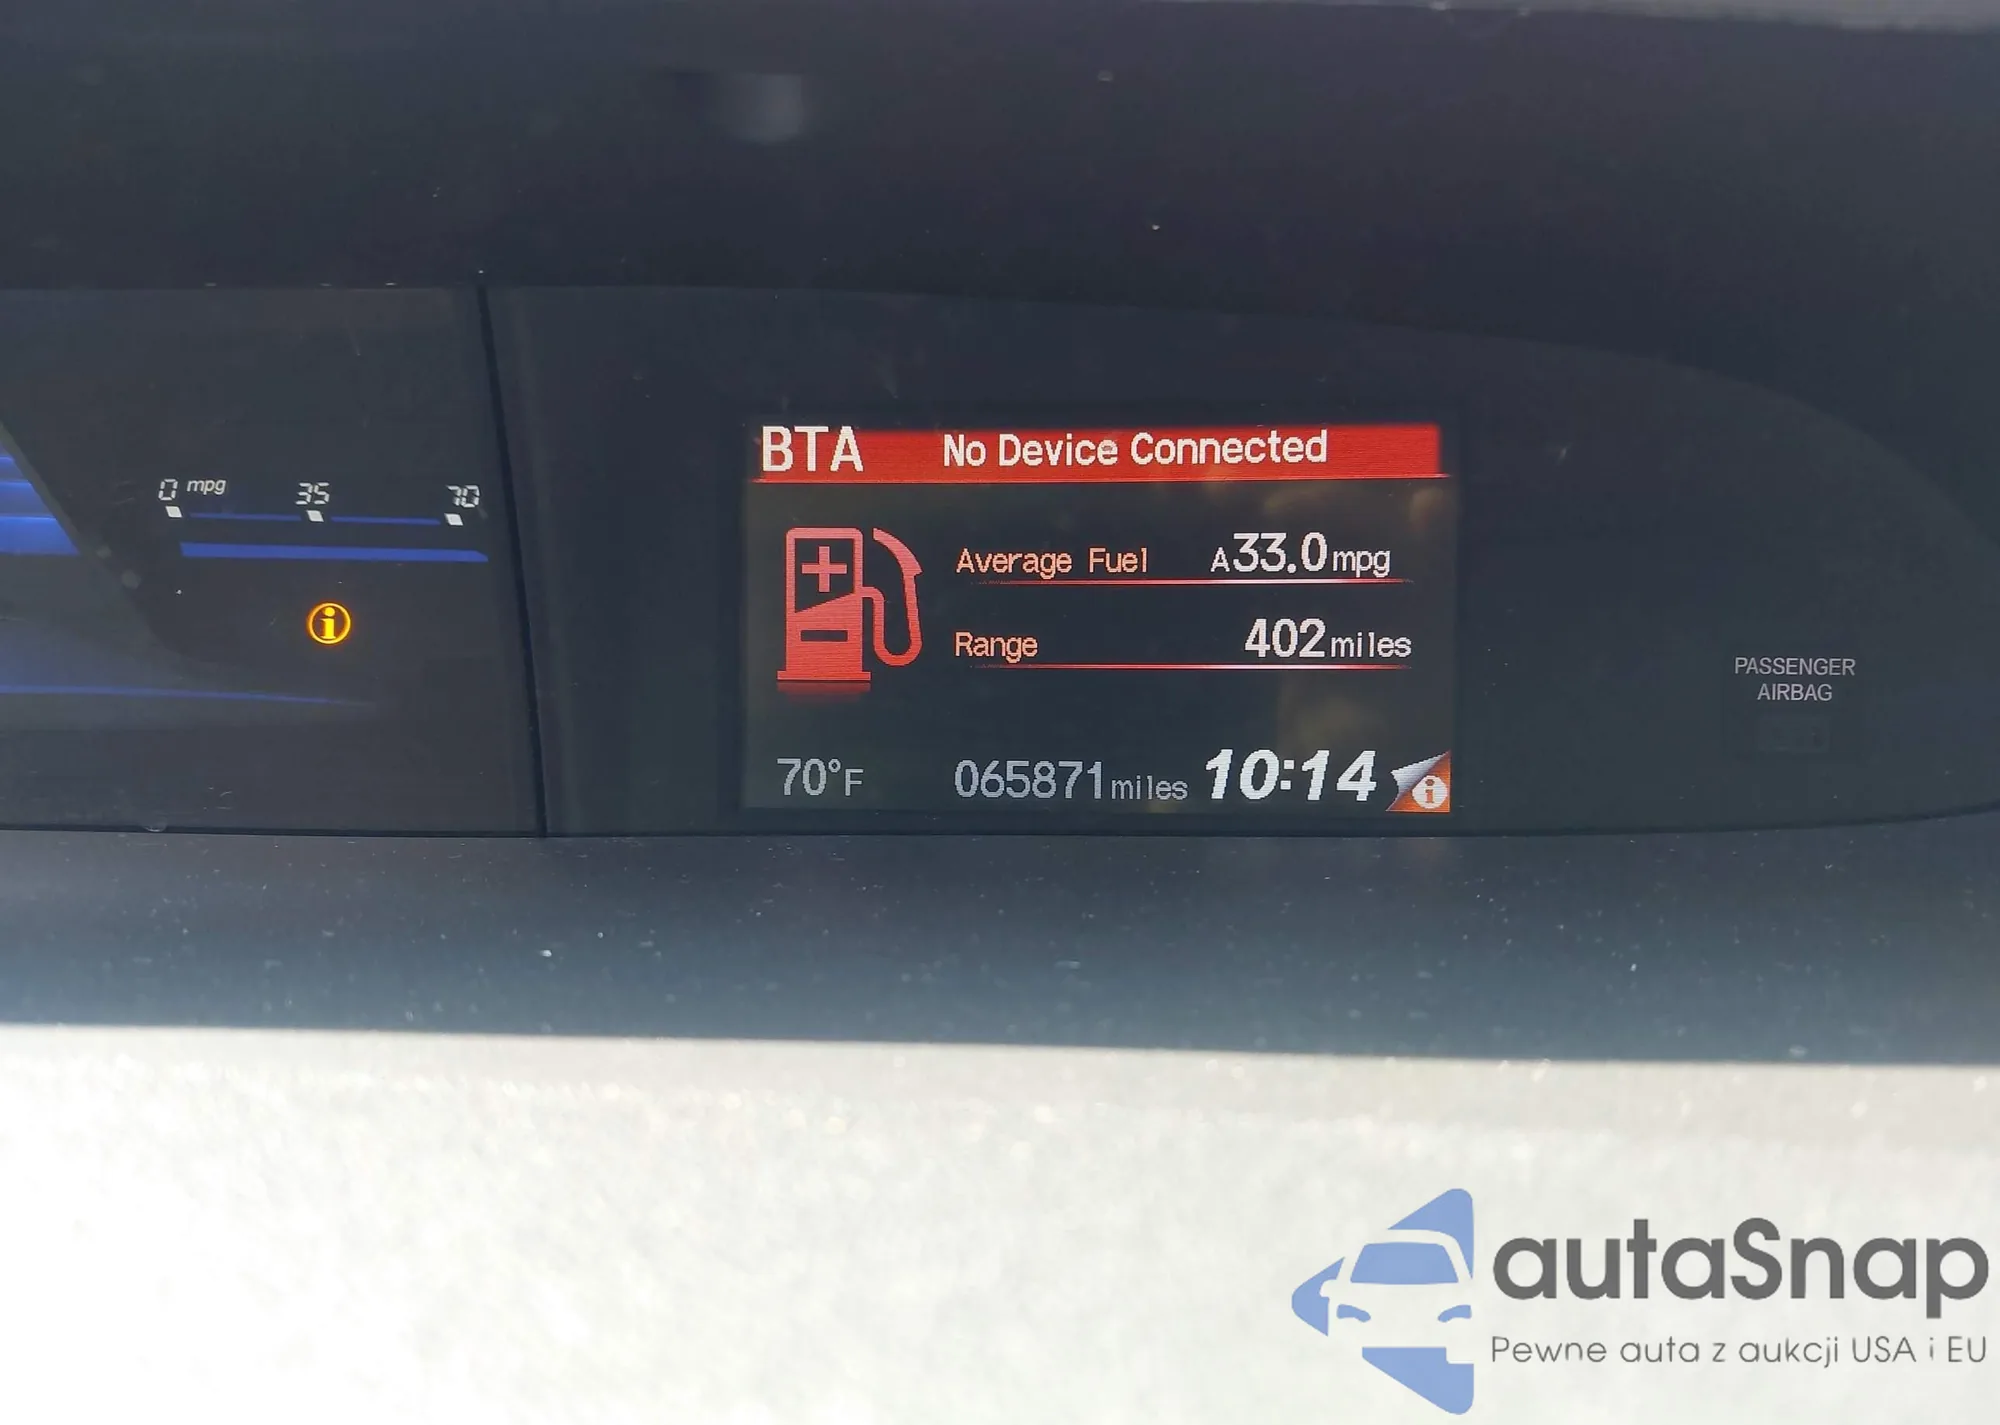 BTA No Device Connected
0 mpg 35 70
Average Fuel A33.0mpg
Range 402miles
PASSENGER
AIRBAG
70°F 065871miles 10:14
autaSnap
Pewne auta z aukcji USA i EU